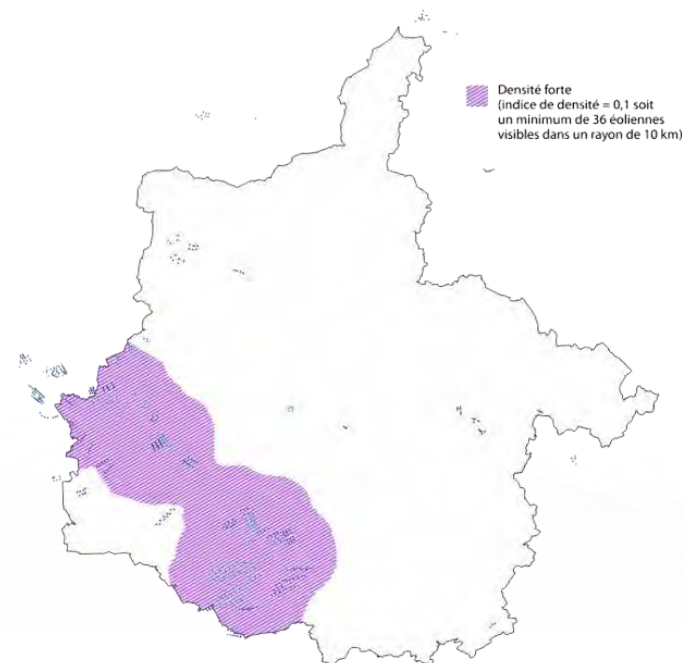 Densité forte
(indice de densité = 0,1 soit
un minimum de 36 éoliennes
visibles dans un rayon de 10 km)